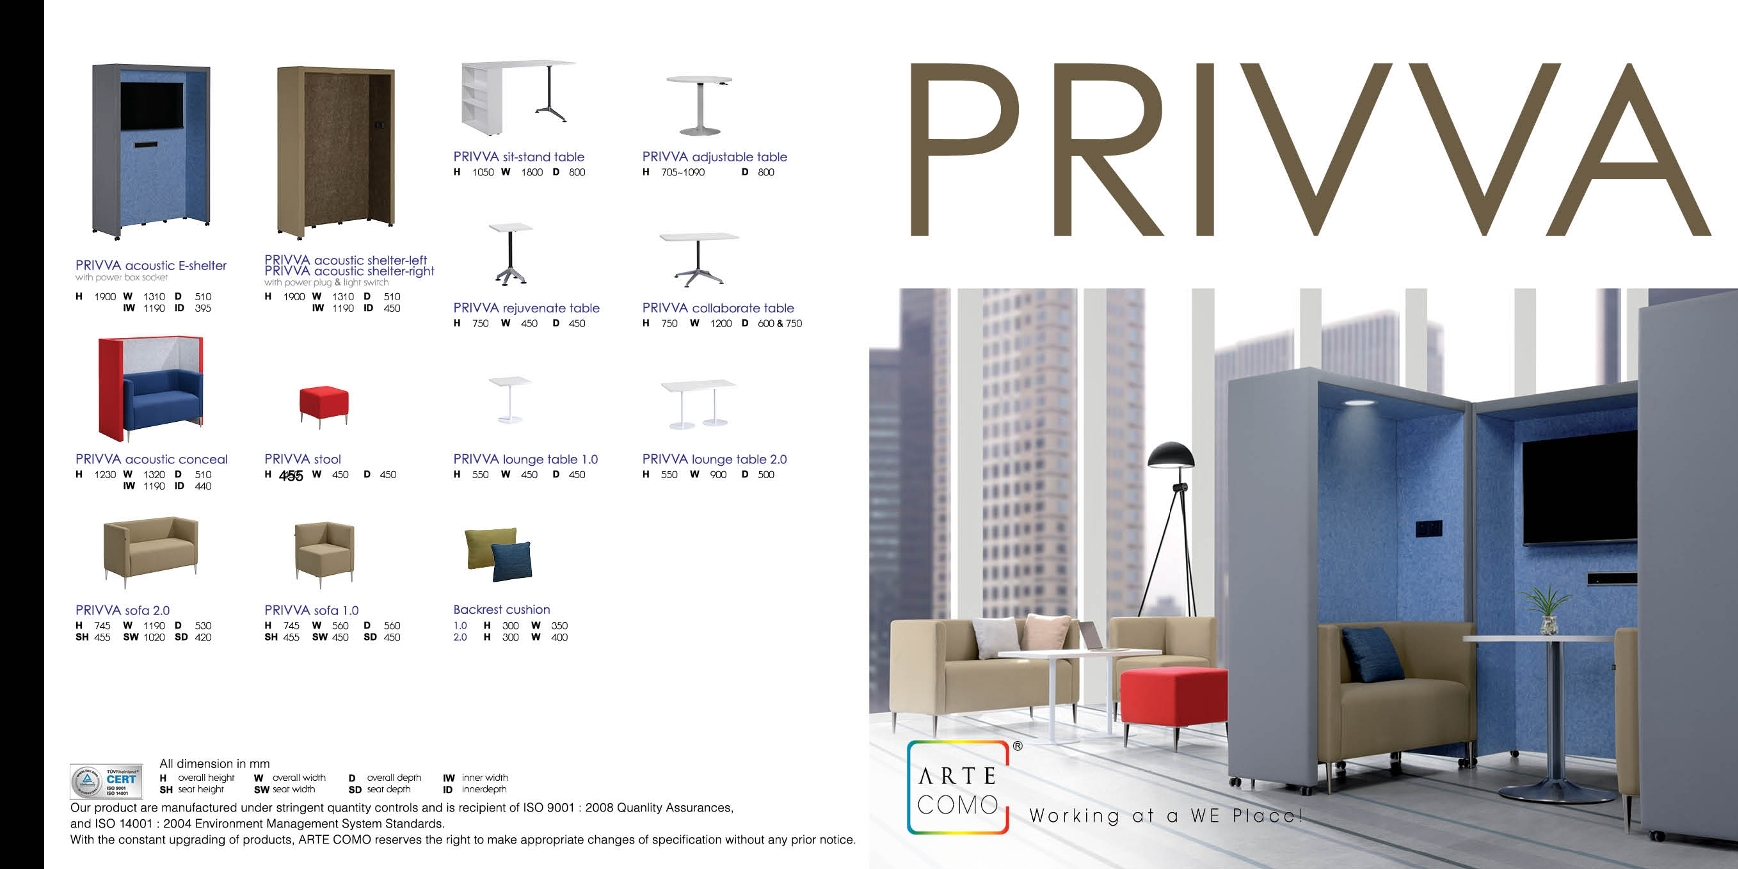 PRIVVA acoustic E-shelter
with power box socker
H 1900 W 1310 D 510
IW 1190 ID 395
PRIVVA acoustic shelter-left
PRIVVA acoustic shelter-right
with power plug & light switch
H 1900 W 1310 D 510
IW 1190 ID 450
PRIVVA sit-stand table
H 1050 W 1800 D 800
PRIVVA adjustable table
H 705~1090 D 800
PRIVVA rejuvenate table
H 750 W 450 D 450
PRIVVA collaborate table
H 750 W 1200 D 600 & 750
PRIVVA acoustic conceal
H 1230 W 1320 D 510
IW 1190 ID 440
PRIVVA stool
H 455 W 450 D 450
PRIVVA lounge table 1.0
H 550 W 450 D 450
PRIVVA lounge table 2.0
H 550 W 900 D 500
PRIVVA sofa 2.0
H 745 W 1190 D 530
SH 455 SW 1020 SD 420
PRIVVA sofa 1.0
H 745 W 560 D 560
SH 455 SW 450 SD 450
Backrest cushion
1.0 H 300 W 350
2.0 H 300 W 400
TÜVRheinland
CERT
ISO 9001
ISO 14001
All dimension in mm
H overall height W overall width D overall depth IW inner width
SH seat height SW seat width SD seat depth ID innerdepth
Our product are manufactured under stringent quantity controls and is recipient of ISO 9001 : 2008 Quanlity Assurances,
and ISO 14001 : 2004 Environment Management System Standards.
With the constant upgrading of products, ARTE COMO reserves the right to make appropriate changes of specification without any prior notice.
PRIVVA
ARTE
COMO
®
Working at a WE Place!